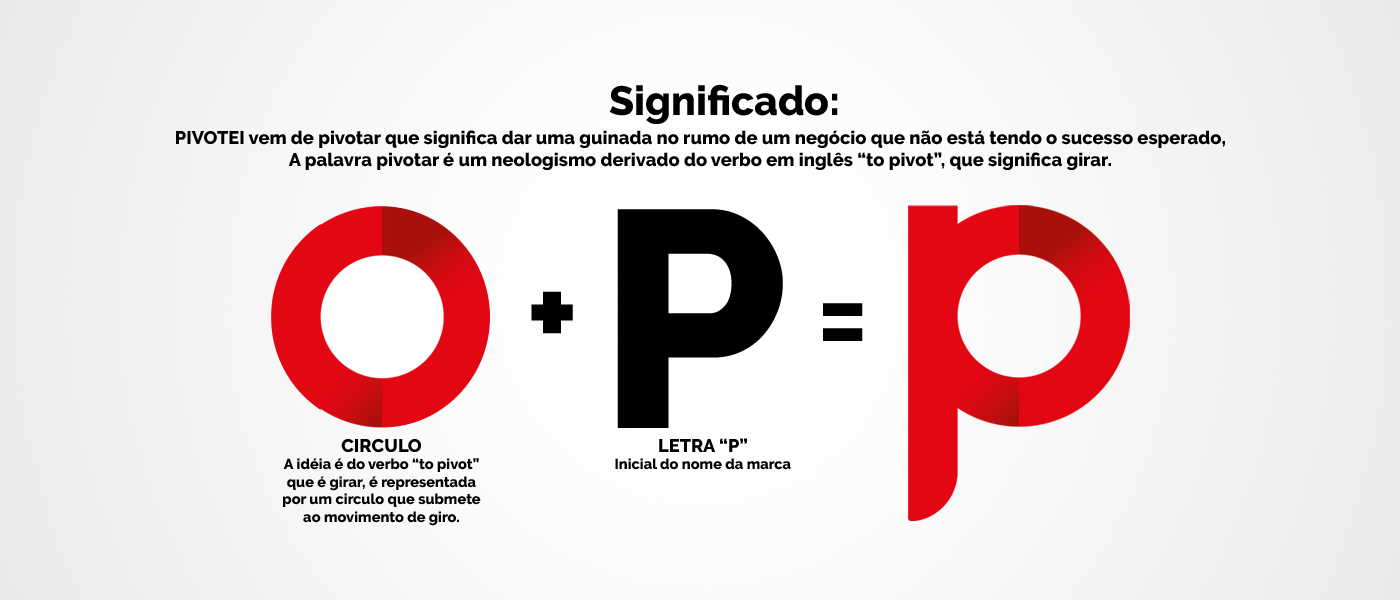 Significado:
PIVOTEI vem de pivotar que significa dar uma guinada no rumo de um negócio que não está tendo o sucesso esperado,
A palavra pivotar é um neologismo derivado do verbo em inglês “to pivot”, que significa girar.
+ P = p
CIRCULO
A idéia é do verbo “to pivot”
que é girar, é representada
por um circulo que submete
ao movimento de giro.
LETRA “P”
Inicial do nome da marca